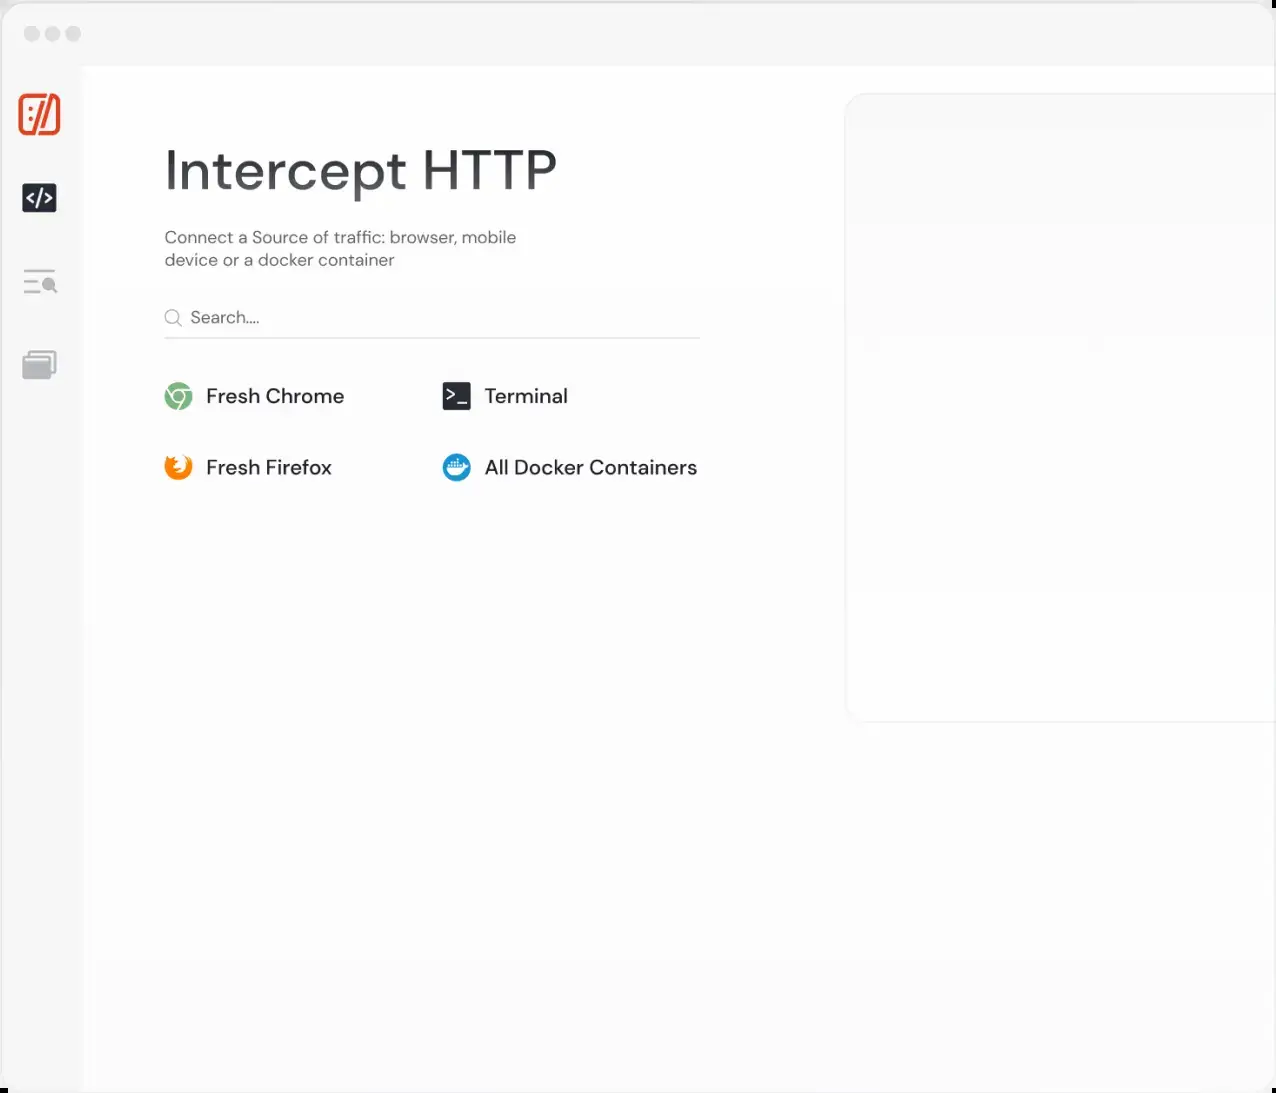 Intercept HTTP
Connect a Source of traffic: browser, mobile
device or a docker container
Search....
Fresh Chrome
Terminal
Fresh Firefox
All Docker Containers